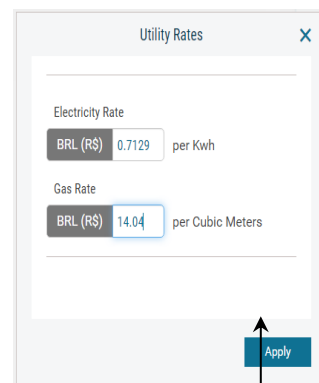 Utility Rates X
Electricity Rate
BRL (R$) 0.7129 per Kwh
Gas Rate
BRL (R$) 14.04 per Cubic Meters
Apply